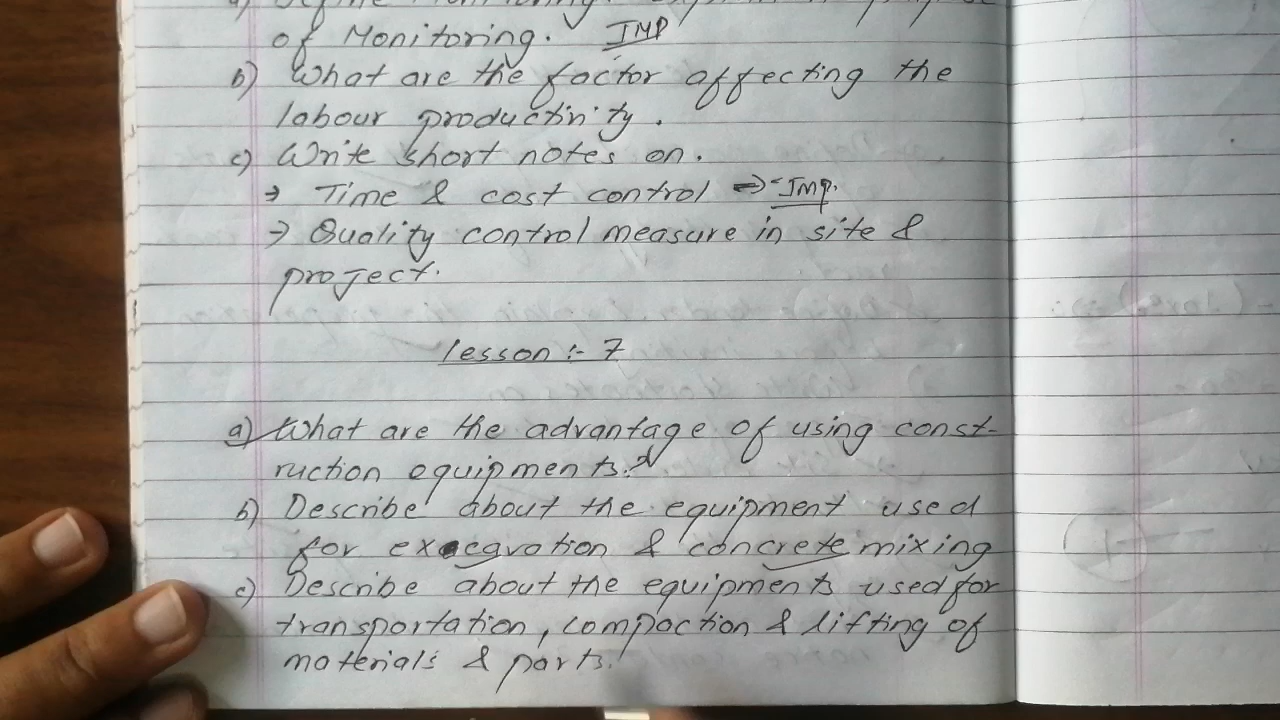 of Monitoring. IMP
b) What are the factor affecting the
labour productivity.
c) Write short notes on.
→ Time & cost control ⇒ Imp.
→ Quality control measure in site &
project.
lesson :- 7
a) What are the advantage of using const-
ruction equipments.
b) Describe about the equipment used
for excavation & concrete mixing
c) Describe about the equipments used for
transportation, compaction & lifting of
materials & parts.